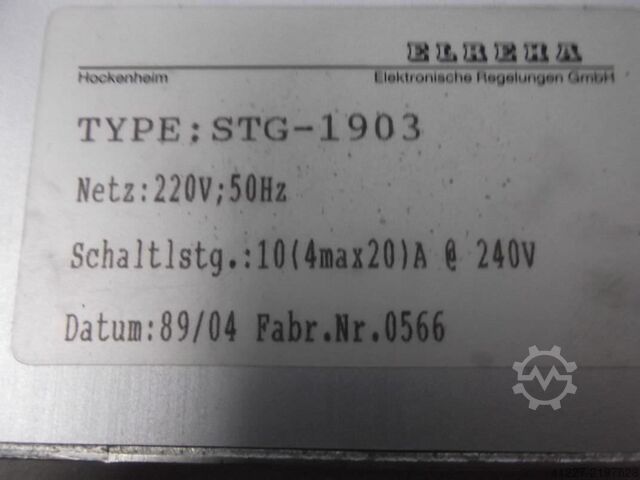 ELREHA
Hockenheim
Elektronische Regelungen GmbH
TYPE:STG-1903
Netz:220V;50Hz
Schaltlstg.:10(4max20)A @ 240V
Datum:89/04 Fabr.Nr.0566